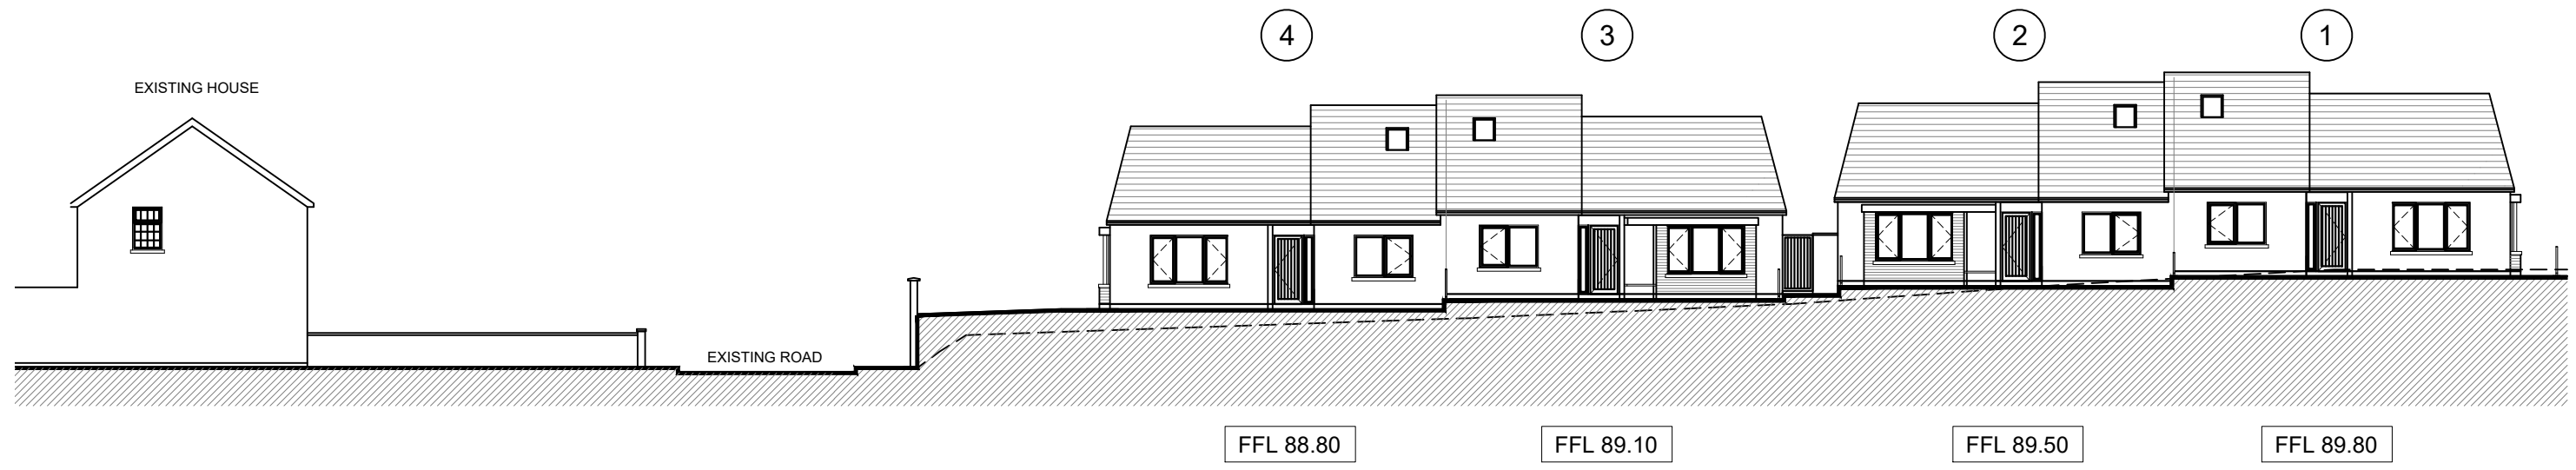 4
3
2
1
EXISTING HOUSE
EXISTING ROAD
FFL 88.80
FFL 89.10
FFL 89.50
FFL 89.80